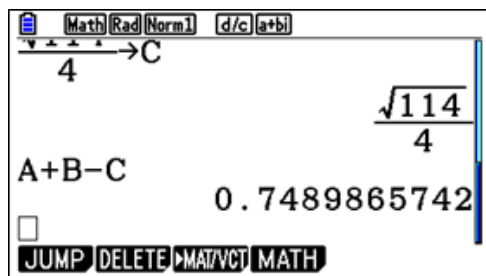 Math Rad Norm1 d/c a+bi
4 →C
√114
4
A+B−C
0.7489865742
JUMP DELETE ▶MAT/VCT MATH